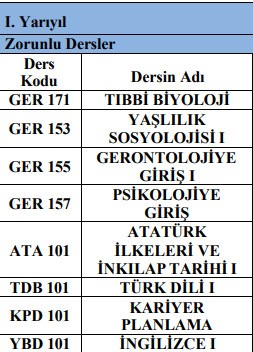 I. Yarıyıl
Zorunlu Dersler
Ders
Kodu
Dersin Adı
GER 171 TIBBİ BİYOLOJİ
GER 153 YAŞLILIK
SOSYOLOJİSİ I
GER 155 GERONTOLOJİYE
GİRİŞ I
GER 157 PSİKOLOJİYE
GİRİŞ
ATA 101 ATATÜRK
İLKELERİ VE
İNKILAP TARİHİ I
TDB 101 TÜRK DİLİ I
KPD 101 KARİYER
PLANLAMA
YBD 101 İNGİLİZCE I